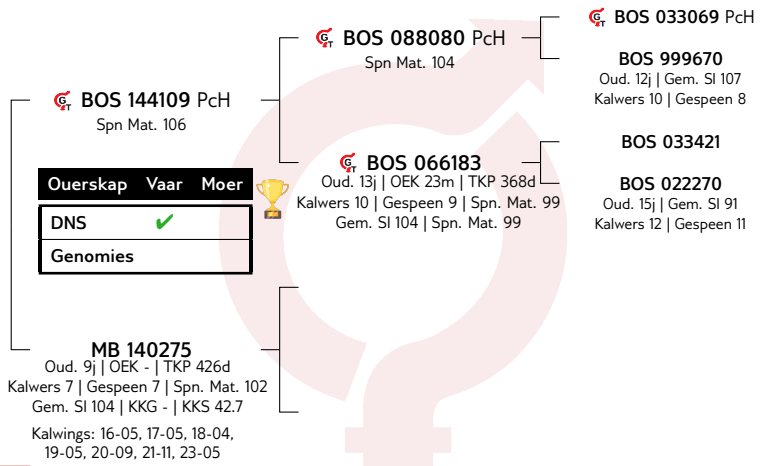 BOS 144109 PcH
Spn Mat. 106
BOS 088080 PcH
Spn Mat. 104
BOS 033069 PcH
BOS 999670
Oud. 12j | Gem. SI 107
Kalwers 10 | Gespeen 8
BOS 066183
Oud. 13j | OEK 23m | TKP 368d
Kalwers 10 | Gespeen 9 | Spn. Mat. 99
Gem. SI 104 | Spn. Mat. 99
BOS 033421
BOS 022270
Oud. 15j | Gem. SI 91
Kalwers 12 | Gespeen 11
Ouerskap Vaar Moer
DNS ✔
Genomies
MB 140275
Oud. 9j | OEK - | TKP 426d
Kalwers 7 | Gespeen 7 | Spn. Mat. 102
Gem. SI 104 | KKG - | KKS 42.7
Kalwings: 16-05, 17-05, 18-04,
19-05, 20-09, 21-11, 23-05